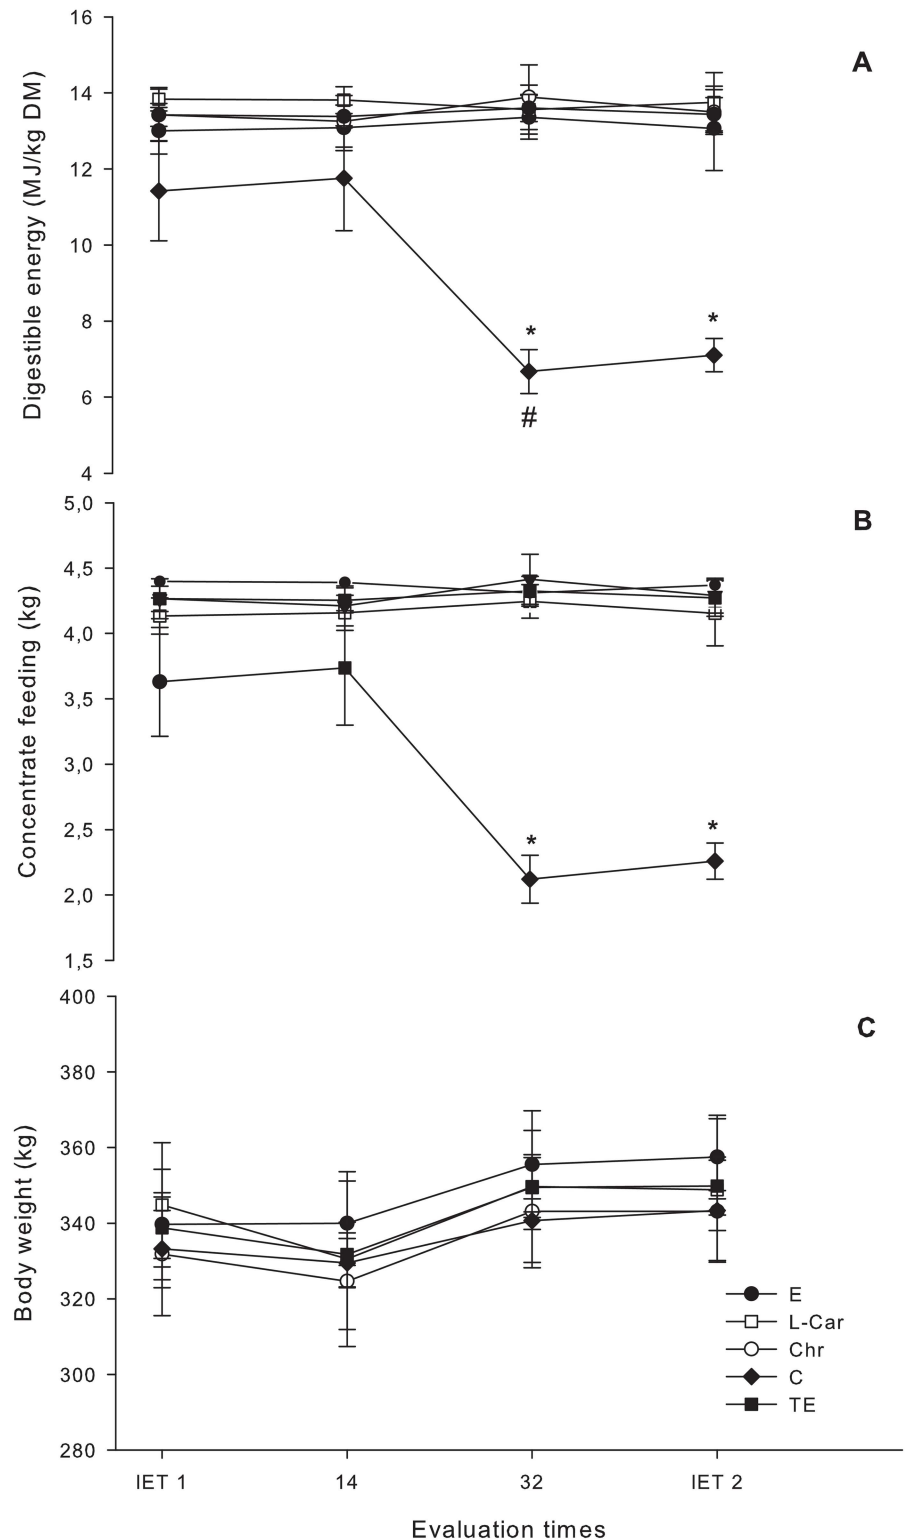 A
Digestible energy (MJ/kg DM)
16
14
12
10
8
6
4
*
*
#
B
Concentrate feeding (kg)
5,0
4,5
4,0
3,5
3,0
2,5
2,0
1,5
*
*
C
Body weight (kg)
400
380
360
340
320
300
280
E
L-Car
Chr
C
TE
IET 1 14 32 IET 2
Evaluation times